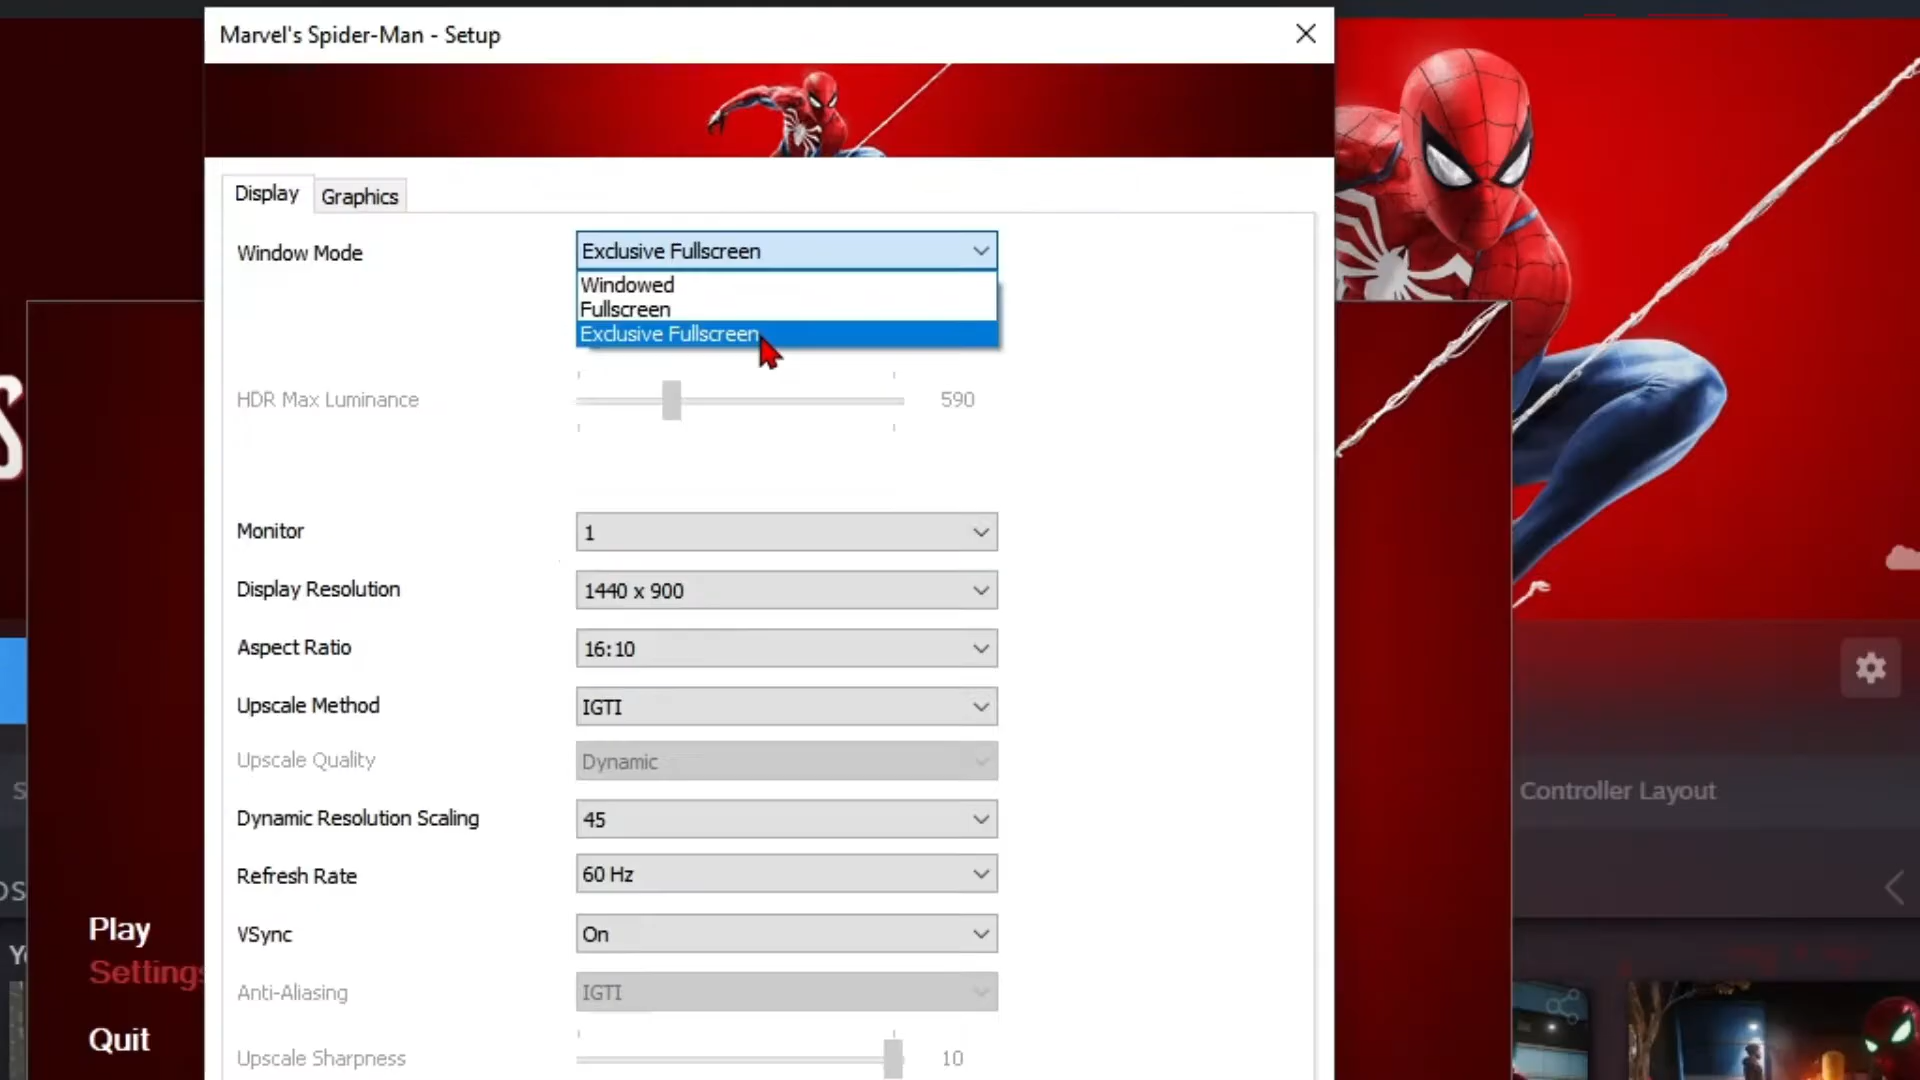 Marvel's Spider-Man - Setup
Display
Graphics
Window Mode
Exclusive Fullscreen
Windowed
Fullscreen
Exclusive Fullscreen
HDR Max Luminance
590
Monitor
1
Display Resolution
1440 x 900
Aspect Ratio
16:10
Upscale Method
IGTI
Upscale Quality
Dynamic
Dynamic Resolution Scaling
45
Refresh Rate
60 Hz
VSync
On
Anti-Aliasing
IGTI
Upscale Sharpness
10
Play
Settings
Quit
Controller Layout